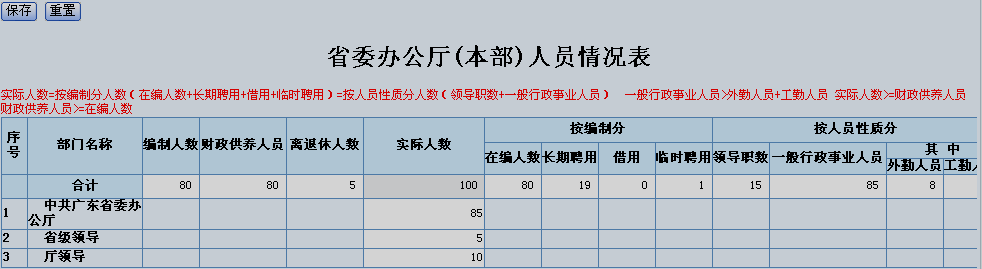 保存 重置
省委办公厅(本部)人员情况表
实际人数=按编制分人数（在编人数+长期聘用+借用+临时聘用）=按人员性质分人数（领导职数+一般行政事业人员） 一般行政事业人员>外勤人员+工勤人员 实际人数>=财政供养人员
财政供养人员>=在编人数
序号 部门名称 编制人数 财政供养人员 离退休人数 实际人数 按编制分 按人员性质分
在编人数 长期聘用 借用 临时聘用 领导职数 一般行政事业人员 其 中
外勤人员 工勤
合计 80 80 5 100 80 19 0 1 15 85 8
1 中共广东省委办公厅 85
2 省级领导 5
3 厅领导 10